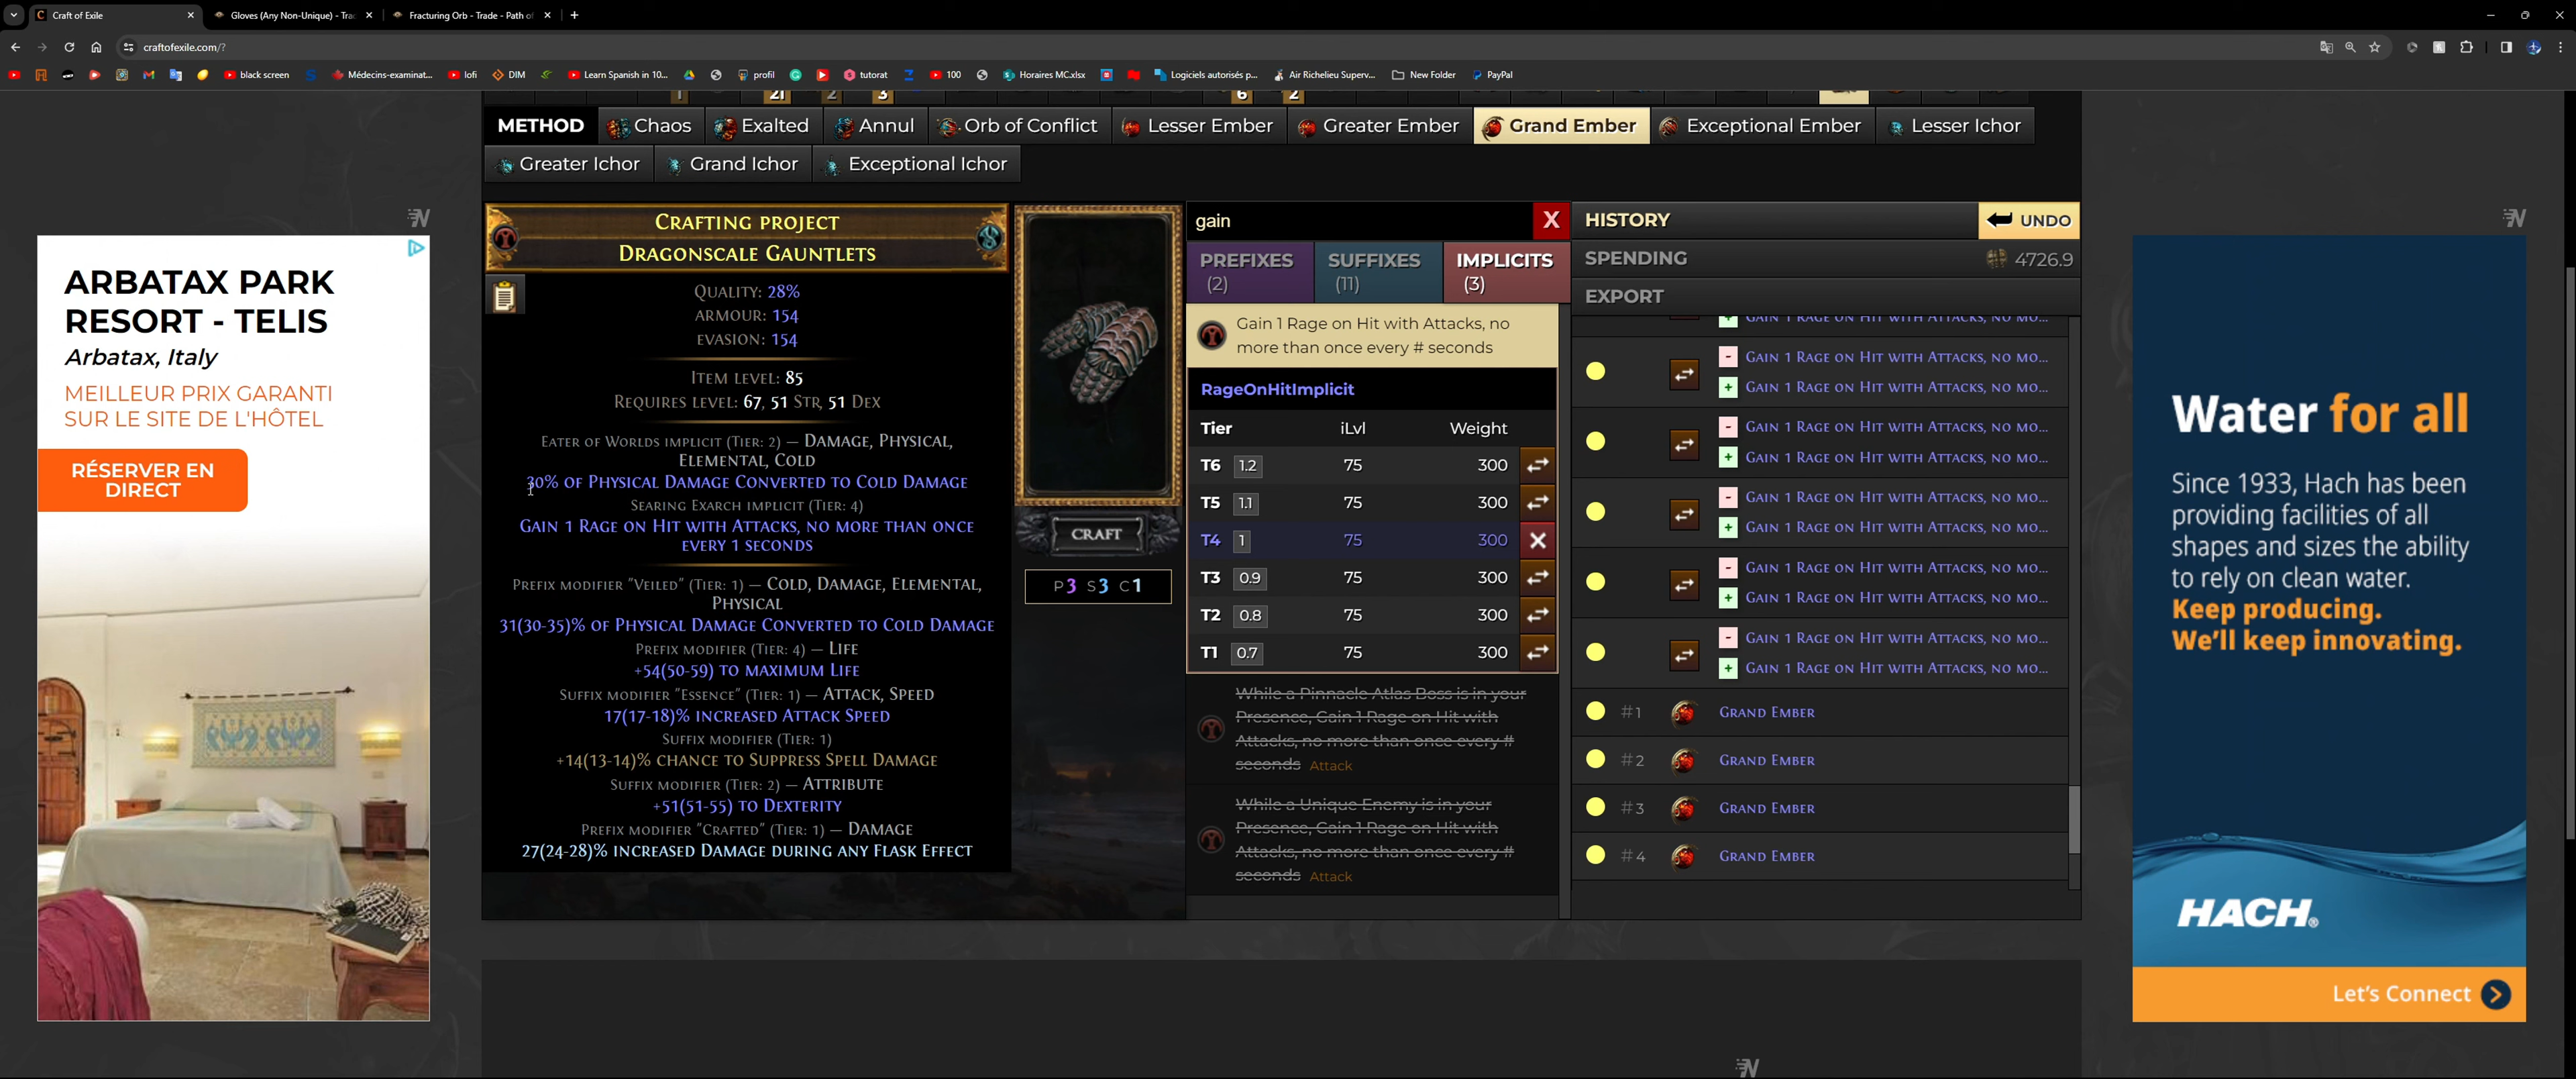 Craft of Exile
Gloves (Any Non-Unique) - Tra
Fracturing Orb - Trade - Path of
craftofexile.com/?
black screen
Médecins-examinat...
lofi
DIM
Learn Spanish in 10...
profil
tutorat
100
Horaires MC.xlsx
Logiciels autorisés p...
Air Richelieu Superv...
New Folder
PayPal
1 21 2 3 6 2
METHOD Chaos Exalted Annul Orb of Conflict Lesser Ember Greater Ember Grand Ember Exceptional Ember Lesser Ichor
Greater Ichor Grand Ichor Exceptional Ichor
ARBATAX PARK
RESORT - TELIS
Arbatax, Italy
MEILLEUR PRIX GARANTI
SUR LE SITE DE L'HÔTEL
RÉSERVER EN
DIRECT
Crafting project
Dragonscale Gauntlets
Quality: 28%
Armour: 154
Evasion: 154
Item level: 85
Requires level: 67, 51 Str, 51 Dex
Eater of Worlds implicit (Tier: 2) — Damage, Physical,
Elemental, Cold
30% of Physical Damage Converted to Cold Damage
Searing Exarch implicit (Tier: 4)
Gain 1 Rage on Hit with Attacks, no more than once
every 1 seconds
Prefix modifier "Veiled" (Tier: 1) — Cold, Damage, Elemental,
Physical
31(30-35)% of Physical Damage Converted to Cold Damage
Prefix modifier (Tier: 4) — Life
+54(50-59) to maximum Life
Suffix modifier "Essence" (Tier: 1) — Attack, Speed
17(17-18)% increased Attack Speed
Suffix modifier (Tier: 1)
+14(13-14)% chance to Suppress Spell Damage
Suffix modifier (Tier: 2) — Attribute
+51(51-55) to Dexterity
Prefix modifier "Crafted" (Tier: 1) — Damage
27(24-28)% increased Damage during any Flask Effect
CRAFT
P3 S3 C1
gain
X
PREFIXES
(2)
SUFFIXES
(11)
IMPLICITS
(3)
Gain 1 Rage on Hit with Attacks, no
more than once every # seconds
RageOnHitImplicit
Tier iLvl Weight
T6 1.2 75 300
T5 1.1 75 300
T4 1 75 300
T3 0.9 75 300
T2 0.8 75 300
T1 0.7 75 300
While a Pinnacle Atlas Boss is in your
Presence, Gain 1 Rage on Hit with
Attacks, no more than once every #
seconds Attack
While a Unique Enemy is in your
Presence, Gain 1 Rage on Hit with
Attacks, no more than once every #
seconds Attack
HISTORY
UNDO
SPENDING 4726.9
EXPORT
+ Gain 1 Rage on Hit with Attacks, no mo...
- Gain 1 Rage on Hit with Attacks, no mo...
+ Gain 1 Rage on Hit with Attacks, no mo...
- Gain 1 Rage on Hit with Attacks, no mo...
+ Gain 1 Rage on Hit with Attacks, no mo...
- Gain 1 Rage on Hit with Attacks, no mo...
+ Gain 1 Rage on Hit with Attacks, no mo...
- Gain 1 Rage on Hit with Attacks, no mo...
+ Gain 1 Rage on Hit with Attacks, no mo...
- Gain 1 Rage on Hit with Attacks, no mo...
+ Gain 1 Rage on Hit with Attacks, no mo...
#1 Grand Ember
#2 Grand Ember
#3 Grand Ember
#4 Grand Ember
Water for all
Since 1933, Hach has been
providing facilities of all
shapes and sizes the ability
to rely on clean water.
Keep producing.
We'll keep innovating.
HACH®
Let's Connect